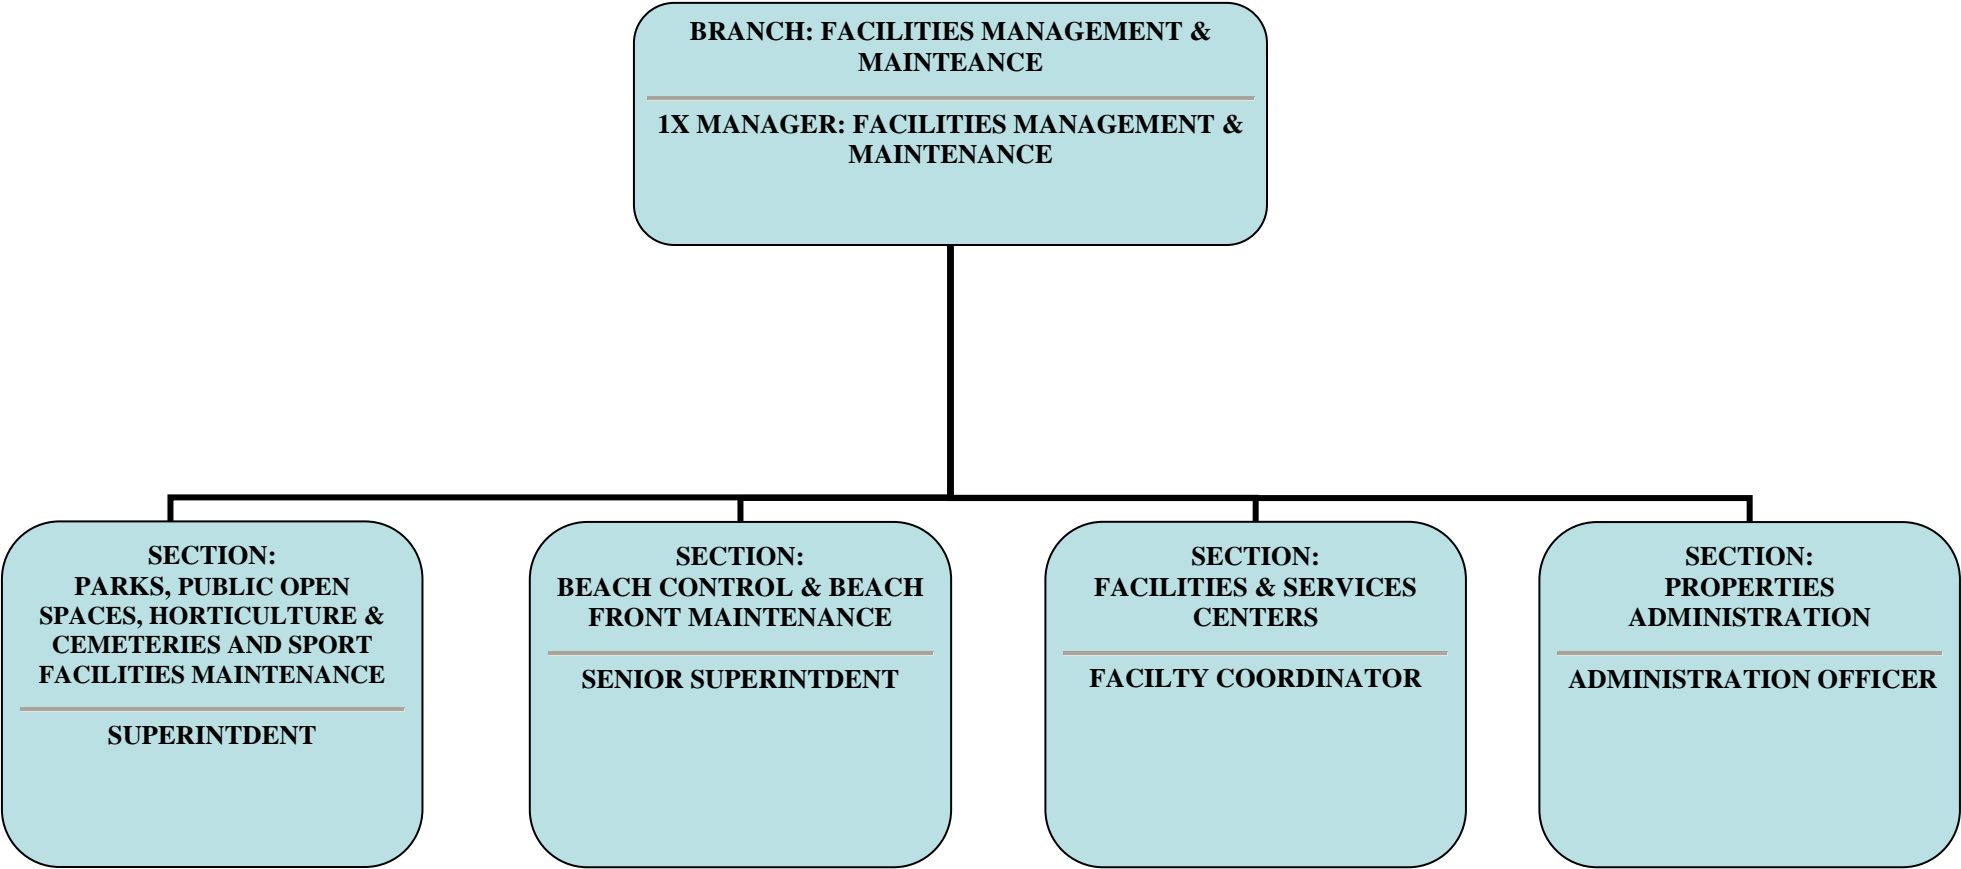 BRANCH: FACILITIES MANAGEMENT &
MAINTEANCE
1X MANAGER: FACILITIES MANAGEMENT &
MAINTENANCE
SECTION:
PARKS, PUBLIC OPEN
SPACES, HORTICULTURE &
CEMETERIES AND SPORT
FACILITIES MAINTENANCE
SUPERINTDENT
SECTION:
BEACH CONTROL & BEACH
FRONT MAINTENANCE
SENIOR SUPERINTDENT
SECTION:
FACILITIES & SERVICES
CENTERS
FACILTY COORDINATOR
SECTION:
PROPERTIES
ADMINISTRATION
ADMINISTRATION OFFICER